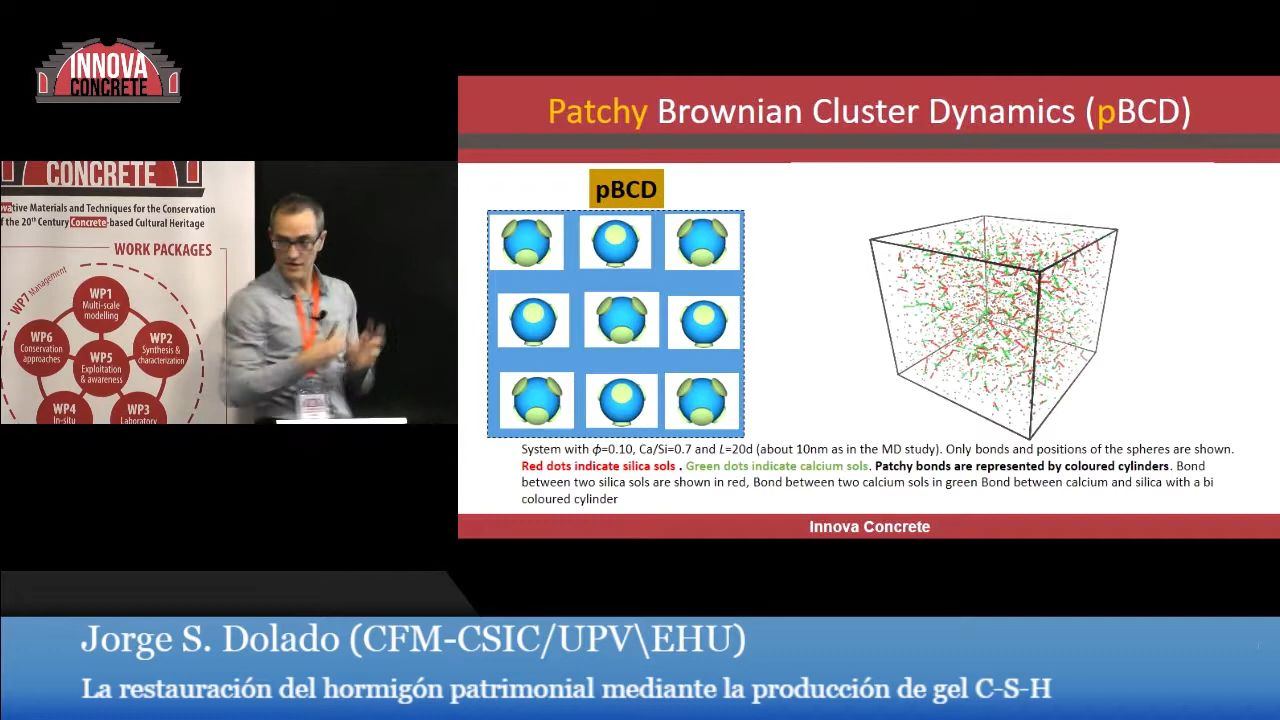 INNOVA
CONCRETE
Patchy Brownian Cluster Dynamics (pBCD)
CONCRETE
tive Materials and Techniques for the Conservation
f the 20th Century Concrete-based Cultural Heritage
WORK PACKAGES
WP7 Management
WP1
Multi-scale
modelling
WP6
Conservation
approaches
WP2
Synthesis &
characterization
WP5
Exploitation
& awareness
WP4
In-situ
WP3
Laboratory
pBCD
System with ϕ=0.10, Ca/Si=0.7 and L=20d (about 10nm as in the MD study). Only bonds and positions of the spheres are shown.
Red dots indicate silica sols . Green dots indicate calcium sols. Patchy bonds are represented by coloured cylinders. Bond
between two silica sols are shown in red, Bond between two calcium sols in green Bond between calcium and silica with a bi
coloured cylinder
Innova Concrete
Jorge S. Dolado (CFM-CSIC/UPV\EHU)
La restauración del hormigón patrimonial mediante la producción de gel C-S-H